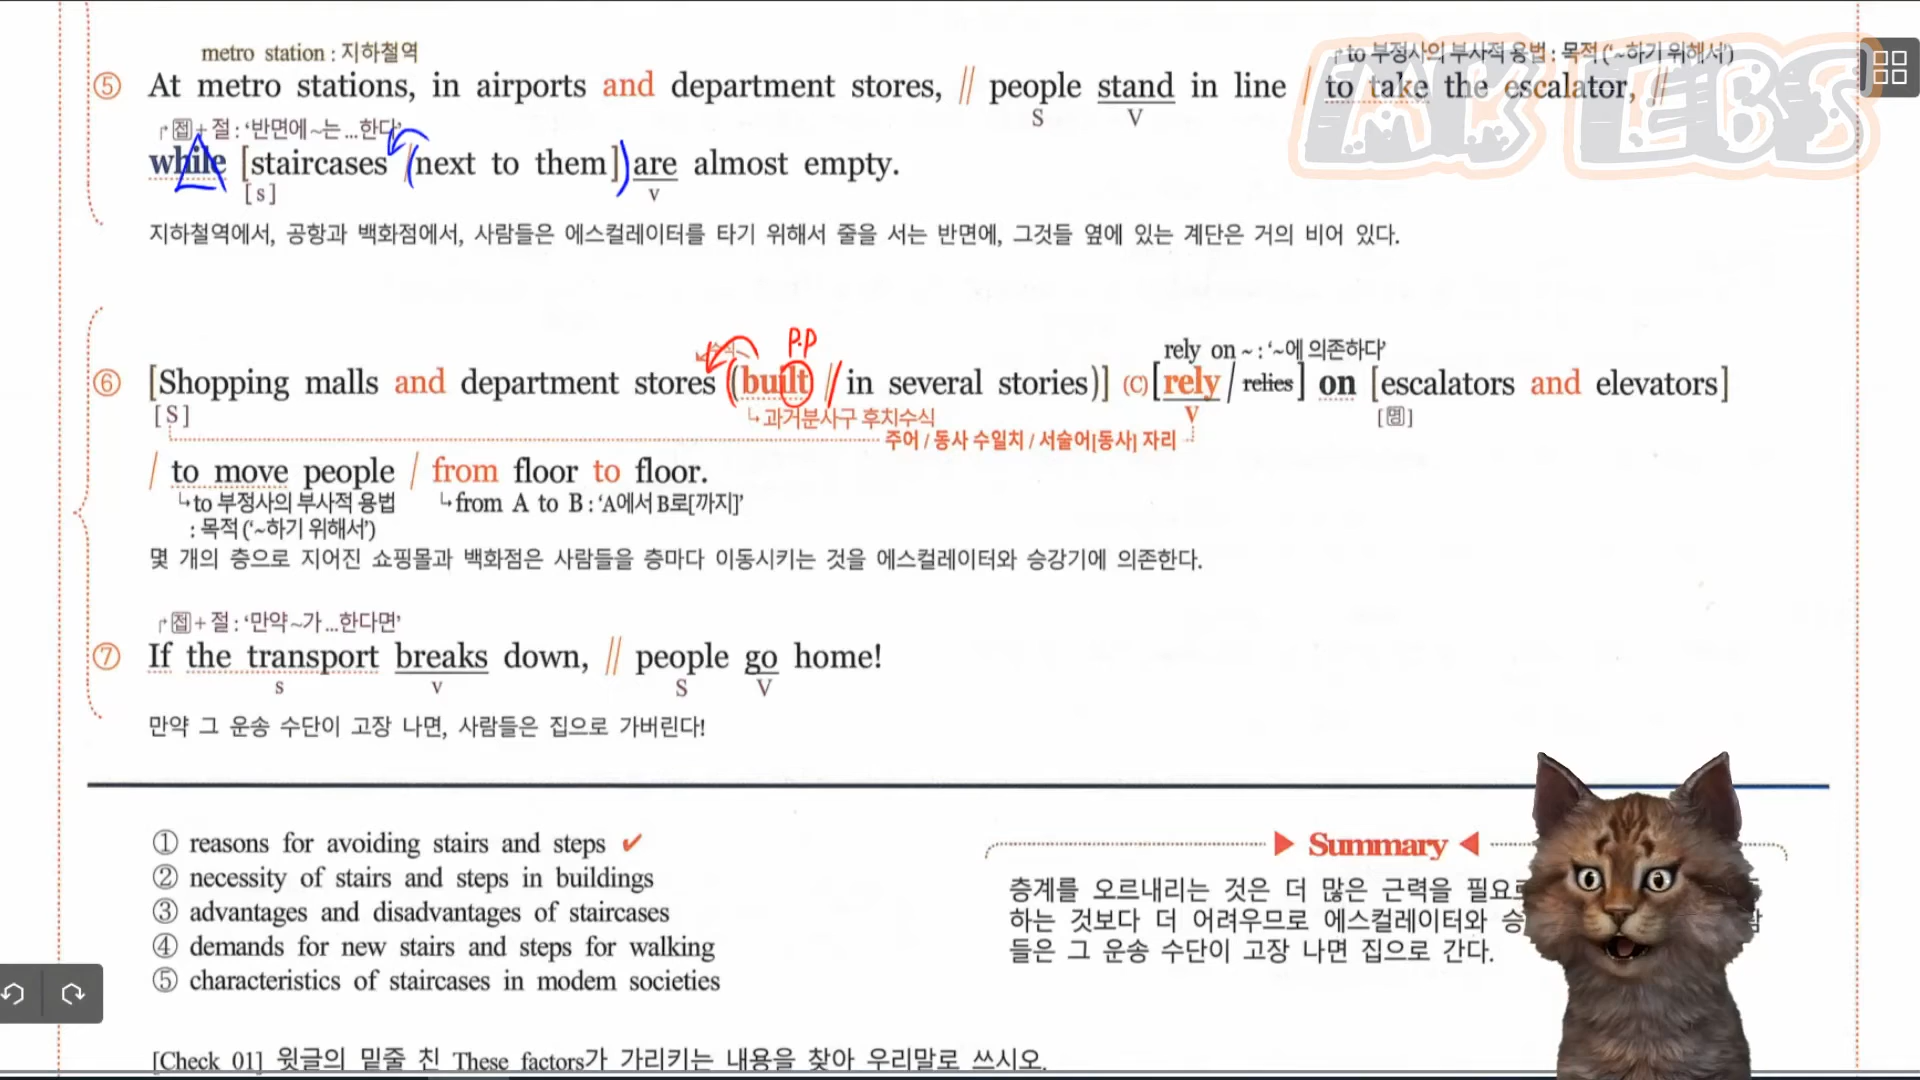 metro station : 지하철역
to 부정사의 부사적 용법 : 목적 (‘~하기 위해서’)
⑤ At metro stations, in airports and department stores, // people stand in line / to take the escalator, //
S V
접 + 절 : ‘반면에 ~는 ... 한다’
while [staircases / (next to them]) are almost empty.
[s] v
지하철역에서, 공항과 백화점에서, 사람들은 에스컬레이터를 타기 위해서 줄을 서는 반면에, 그것들 옆에 있는 계단은 거의 비어 있다.
P.P
rely on ~ : ‘~에 의존하다’
⑥ [Shopping malls and department stores (built // in several stories)] (C) [rely / relies] on [escalators and elevators]
[S] 과거분사구 후치수식 V [명]
주어 / 동사 수일치 / 서술어[동사] 자리
/ to move people / from floor to floor.
to 부정사의 부사적 용법 from A to B : ‘A에서 B로[까지]’
: 목적 (‘~하기 위해서’)
몇 개의 층으로 지어진 쇼핑몰과 백화점은 사람들을 층마다 이동시키는 것을 에스컬레이터와 승강기에 의존한다.
접 + 절 : ‘만약 ~가 ... 한다면’
⑦ If the transport breaks down, // people go home!
s v S V
만약 그 운송 수단이 고장 나면, 사람들은 집으로 가버린다!
① reasons for avoiding stairs and steps ✔
② necessity of stairs and steps in buildings
③ advantages and disadvantages of staircases
④ demands for new stairs and steps for walking
⑤ characteristics of staircases in modem societies
▶ Summary ◀
층계를 오르내리는 것은 더 많은 근력을 필요
하는 것보다 더 어려우므로 에스컬레이터와
들은 그 운송 수단이 고장 나면 집으로 간다.
[Check 01] 윗글의 밑줄 친 These factors가 가리키는 내용을 찾아 우리말로 쓰시오.